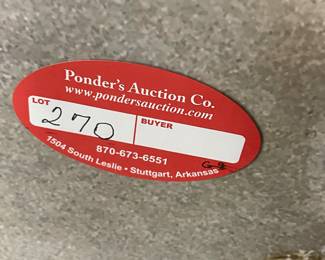 Ponder's Auction Co.
www.pondersauction.com
LOT
270
BUYER
870-673-6551
1504 South Leslie • Stuttgart, Arkansas